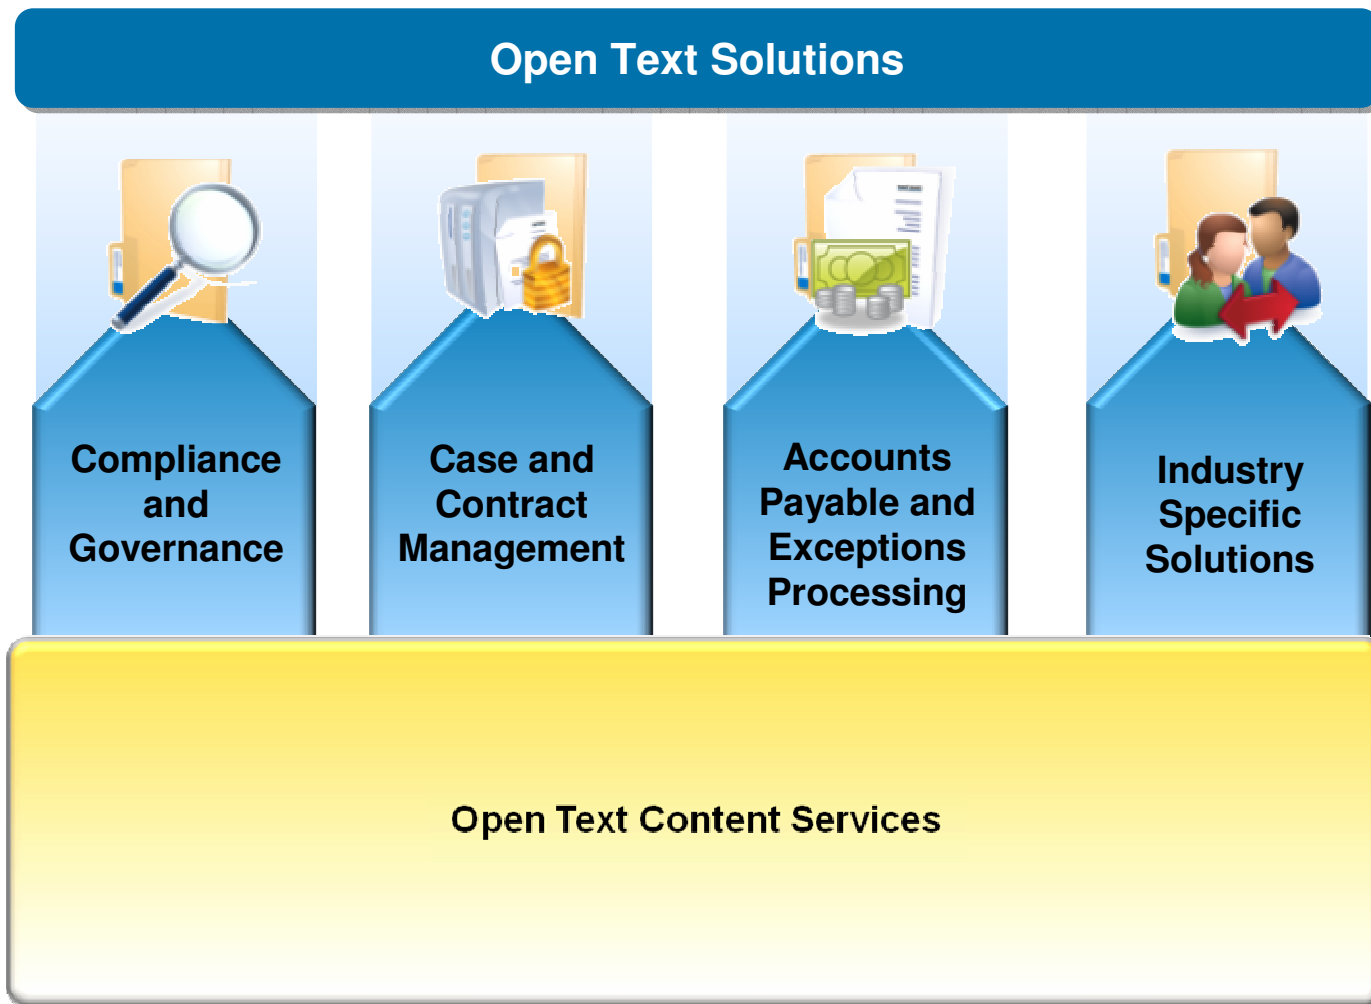 Open Text Solutions
Compliance
and
Governance
Case and
Contract
Management
Accounts
Payable and
Exceptions
Processing
Industry
Specific
Solutions
Open Text Content Services